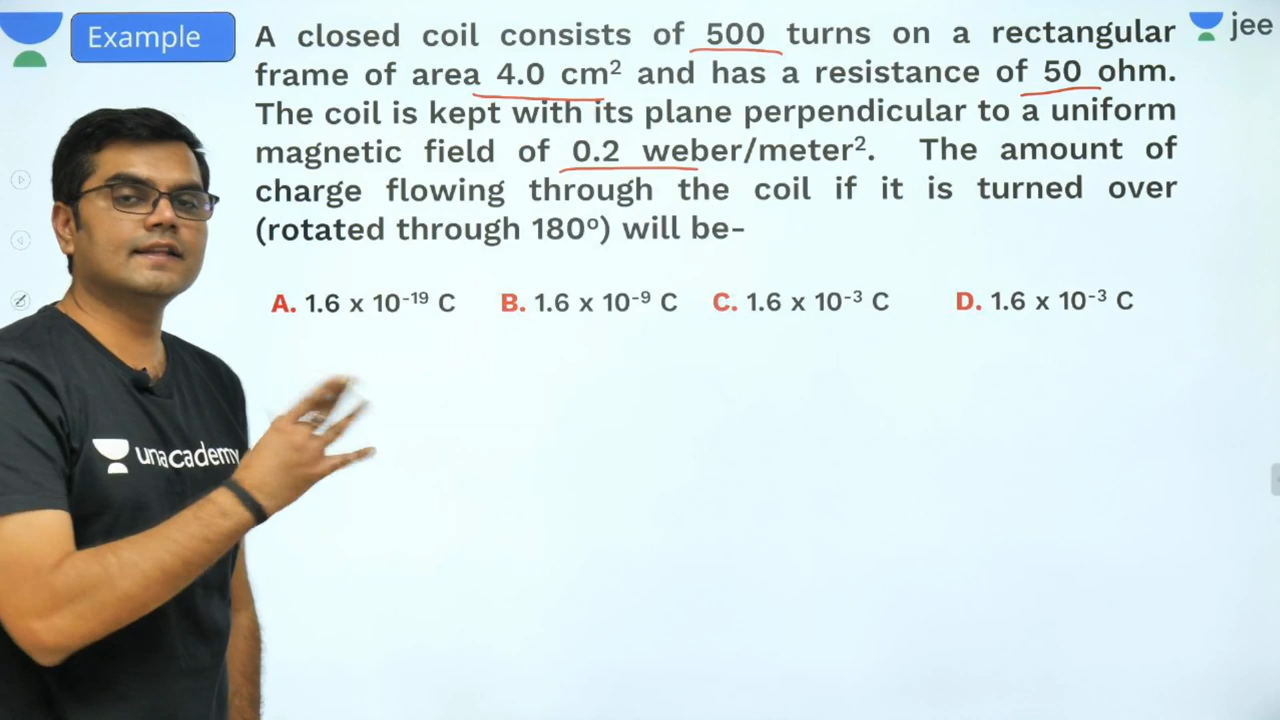 Example
A closed coil consists of 500 turns on a rectangular
frame of area 4.0 cm² and has a resistance of 50 ohm.
The coil is kept with its plane perpendicular to a uniform
magnetic field of 0.2 weber/meter². The amount of
charge flowing through the coil if it is turned over
(rotated through 180º) will be-
A. 1.6 x 10⁻¹⁹ C B. 1.6 x 10⁻⁹ C C. 1.6 x 10⁻³ C D. 1.6 x 10⁻³ C
jee
unacademy